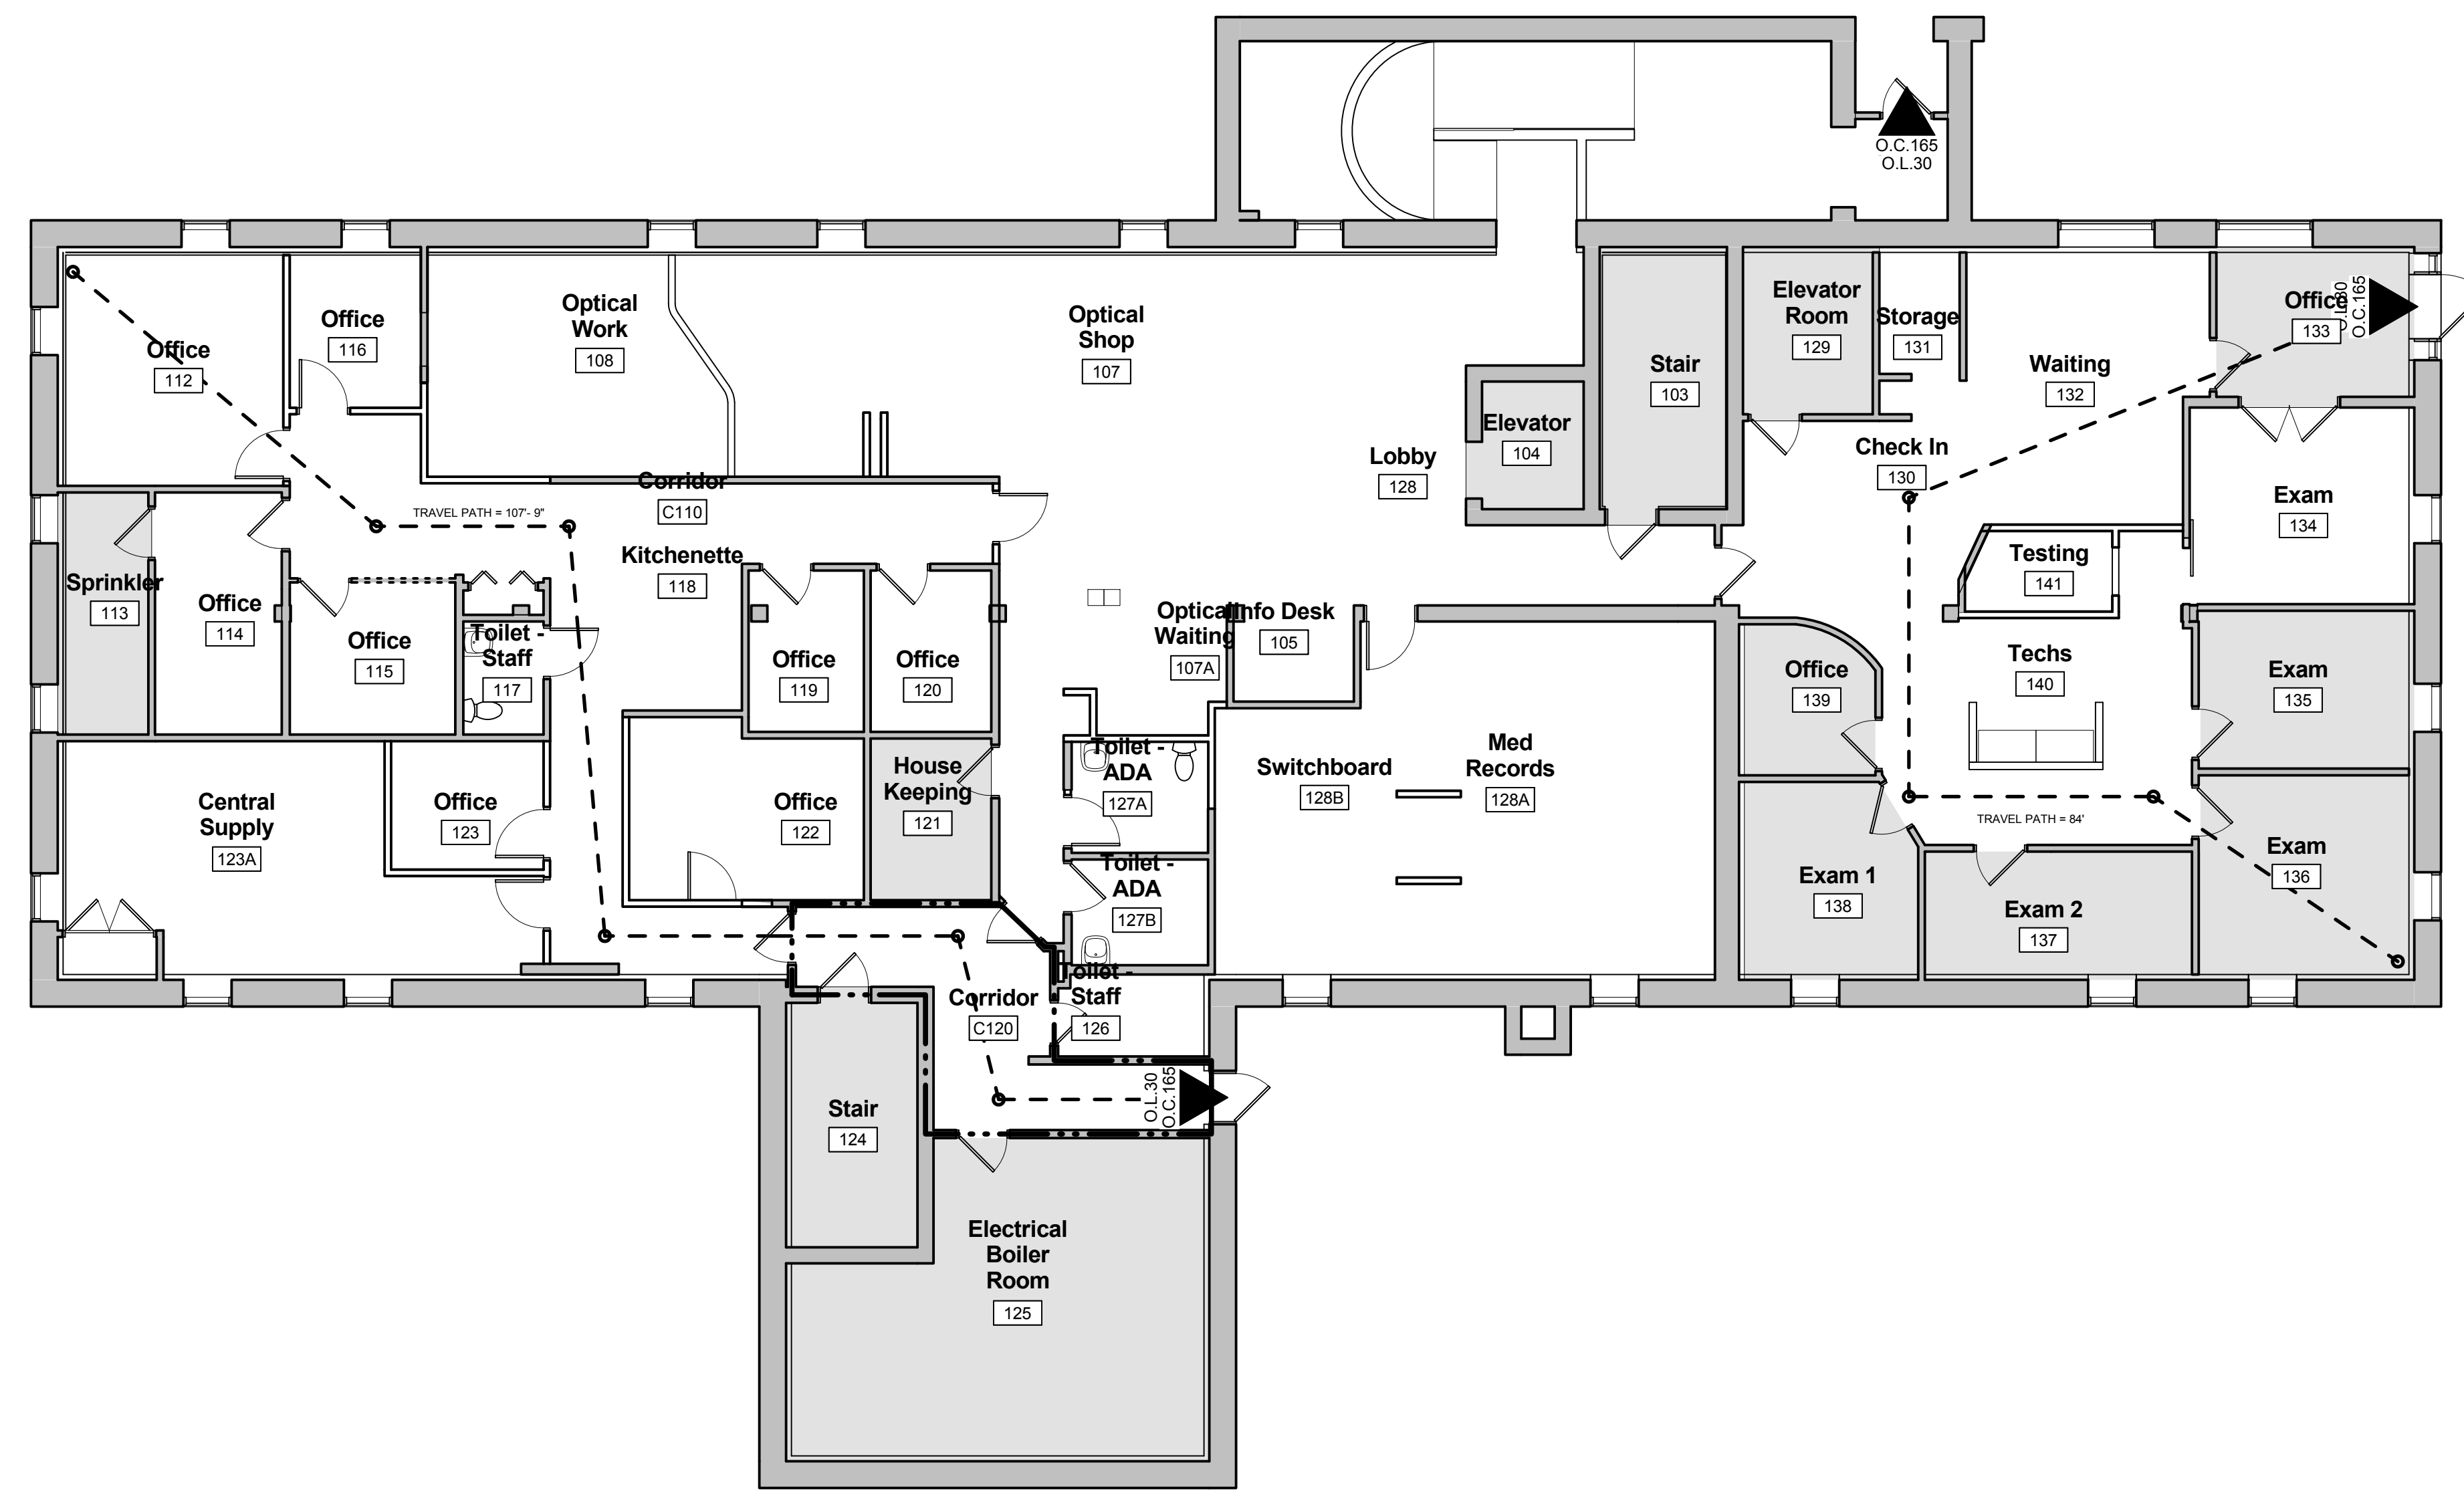 O.C.165
O.L.30
Office
112
Office
116
Optical
Work
108
Optical
Shop
107
Lobby
128
Elevator
104
Stair
103
Elevator
Room
129
Storage
131
Waiting
132
Office
133
O.L.30
O.C.165
Check In
130
Exam
134
Corridor
C110
TRAVEL PATH = 107'- 9"
Kitchenette
118
Sprinkler
113
Office
114
Office
115
Toilet -
Staff
117
Office
119
Office
120
Optical
Waiting
107A
Info Desk
105
Testing
141
Techs
140
Office
139
Exam
135
Central
Supply
123A
Office
123
Office
122
House
Keeping
121
Toilet -
ADA
127A
Switchboard
128B
Med
Records
128A
TRAVEL PATH = 84'
Exam
136
Exam 1
138
Exam 2
137
Toilet -
ADA
127B
Toilet -
Staff
126
Corridor
C120
O.L.30
O.C.165
Stair
124
Electrical
Boiler
Room
125